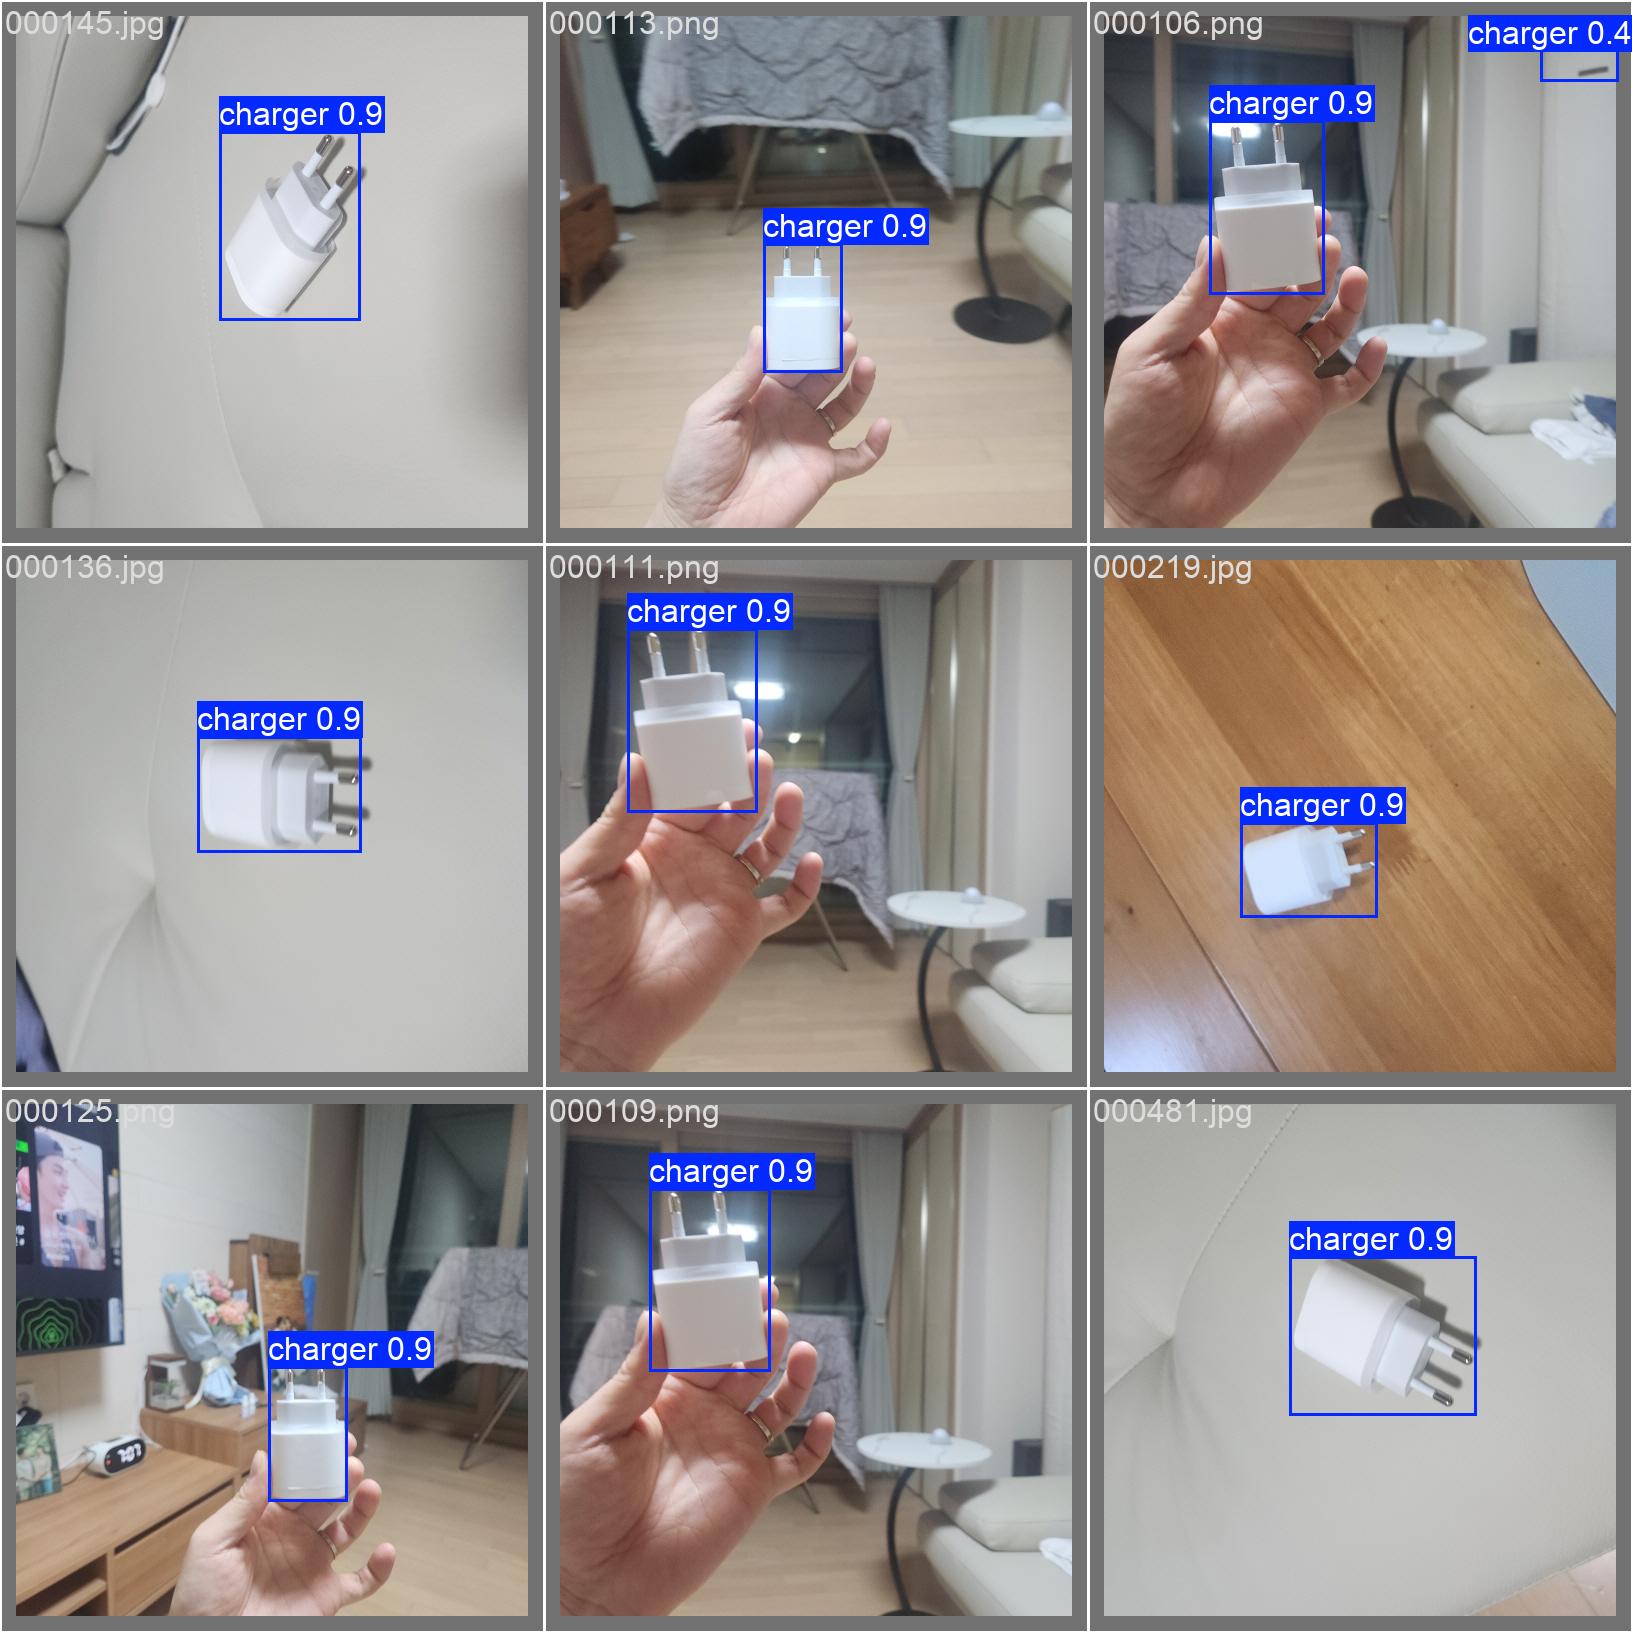 000145.jpg
charger 0.9
000113.png
charger 0.9
000106.png
charger 0.4
charger 0.9
000136.jpg
charger 0.9
000111.png
charger 0.9
000219.jpg
charger 0.9
000125.png
charger 0.9
000109.png
charger 0.9
000481.jpg
charger 0.9